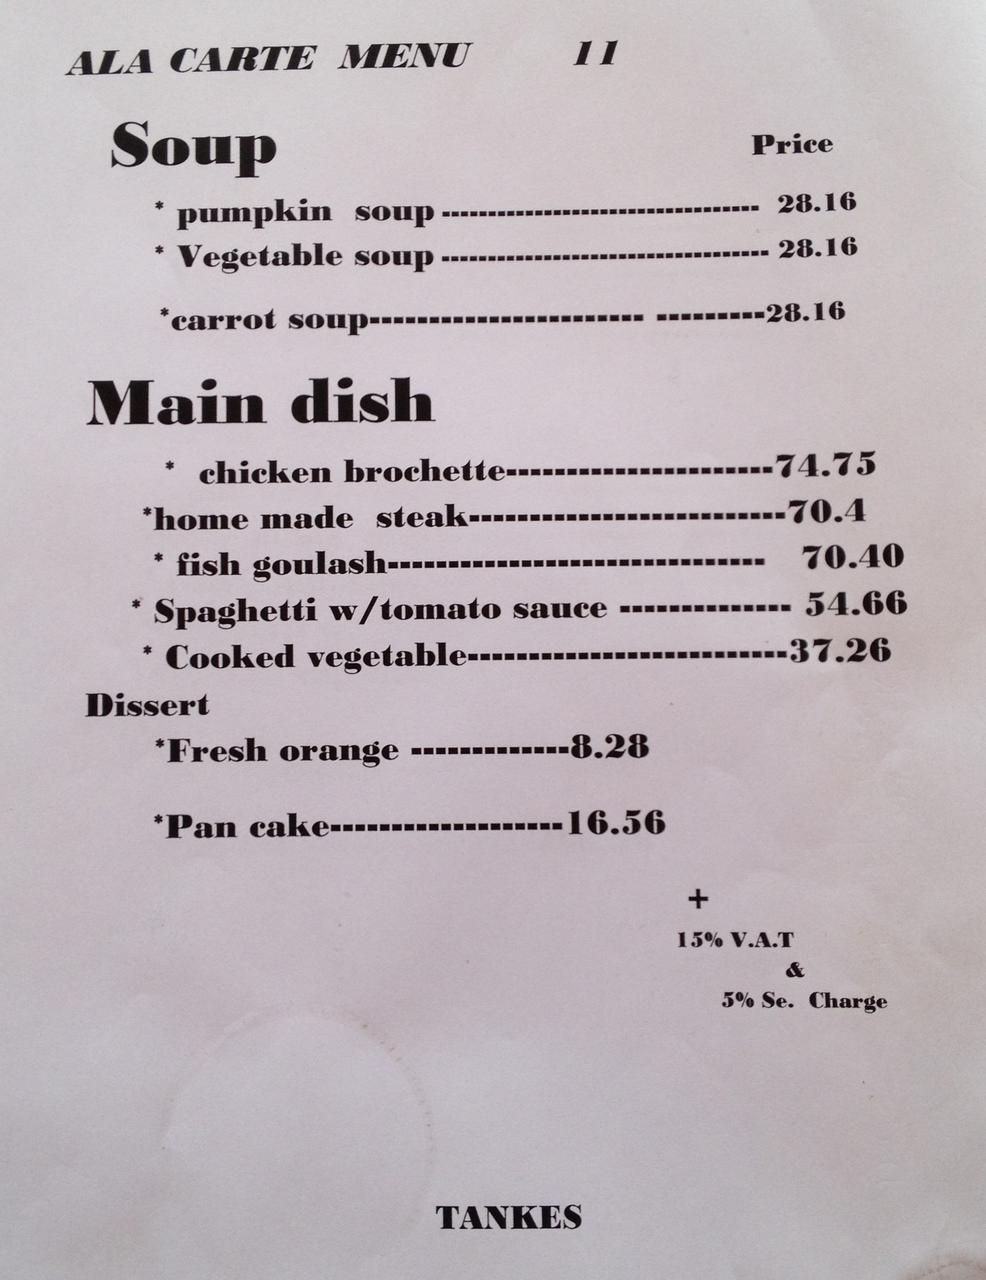 ALA CARTE MENU 11
Soup
Price
* pumpkin soup ----------------------------------- 28.16
* Vegetable soup ------------------------------------ 28.16
*carrot soup----------------------- ---------28.16
Main dish
* chicken brochette----------------------74.75
*home made steak--------------------------70.4
* fish goulash------------------------------- 70.40
* Spaghetti w/tomato sauce -------------- 54.66
* Cooked vegetable--------------------------37.26
Dissert
*Fresh orange -------------8.28
*Pan cake-------------------16.56
+
15% V.A.T
&
5% Se. Charge
TANKES